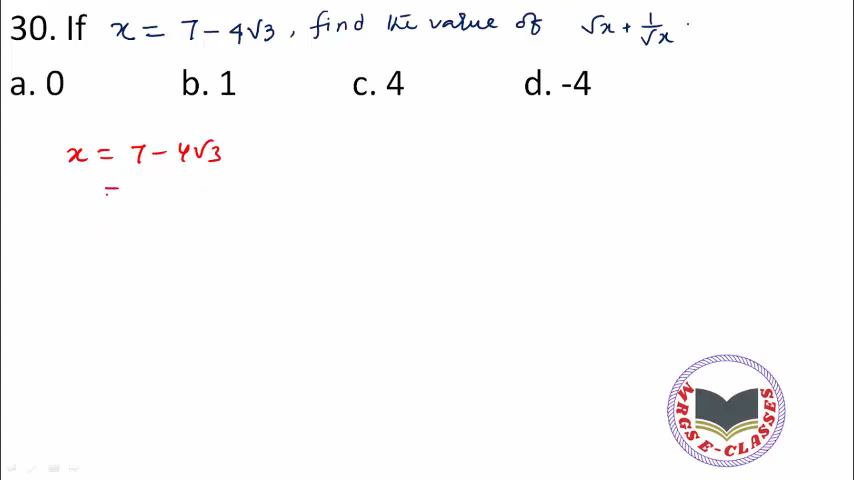 30. If x = 7 - 4√3, find the value of √x + 1/√x.
a. 0 b. 1 c. 4 d. -4
x = 7 - 4√3
=
MRGS E-CLASSES